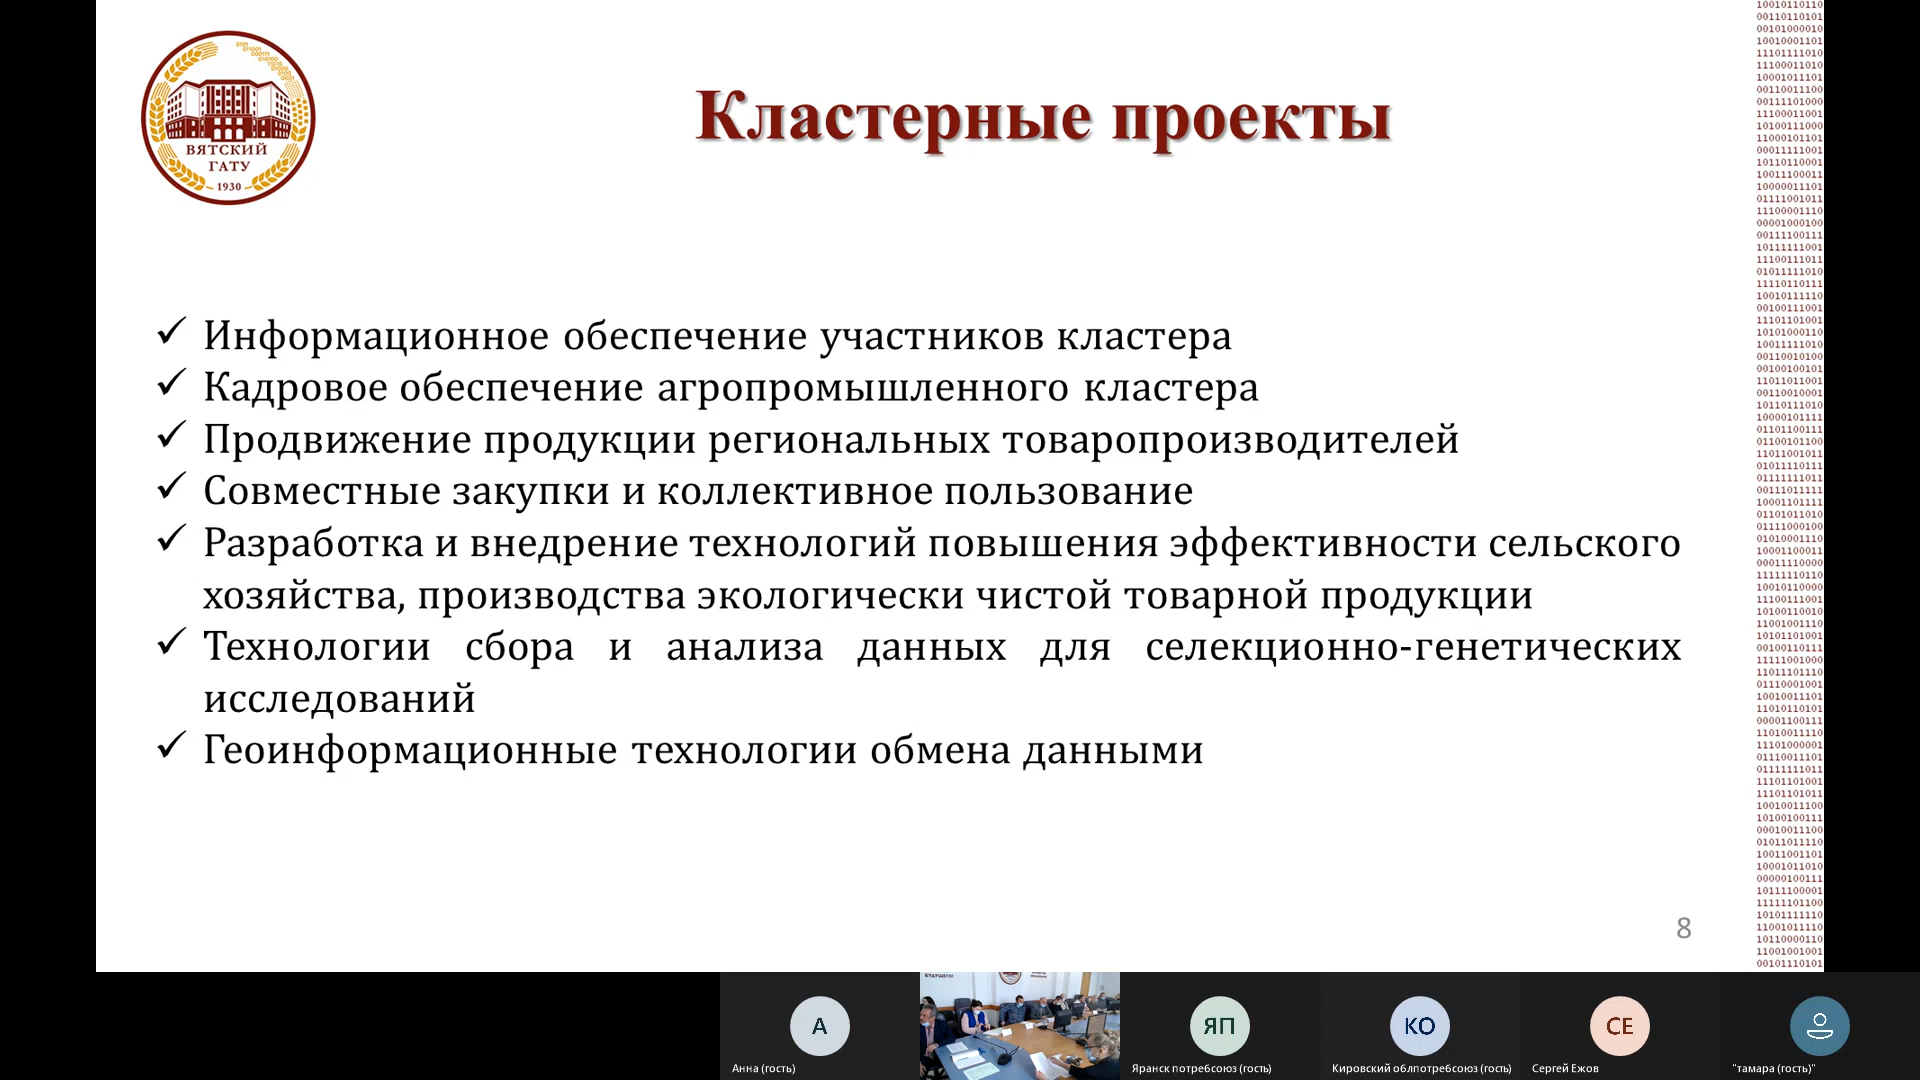 ВЯТСКИЙ
ГАТУ
1930
Кластерные проекты
✓ Информационное обеспечение участников кластера
✓ Кадровое обеспечение агропромышленного кластера
✓ Продвижение продукции региональных товаропроизводителей
✓ Совместные закупки и коллективное пользование
✓ Разработка и внедрение технологий повышения эффективности сельского
хозяйства, производства экологически чистой товарной продукции
✓ Технологии сбора и анализа данных для селекционно-генетических
исследований
✓ Геоинформационные технологии обмена данными
8
А
ЯП
КО
СЕ
Анна (гость)
Яранск потребсоюз (гость)
Кировский облпотребсоюз (гость)
Сергей Ежов
"тамара (гость)"